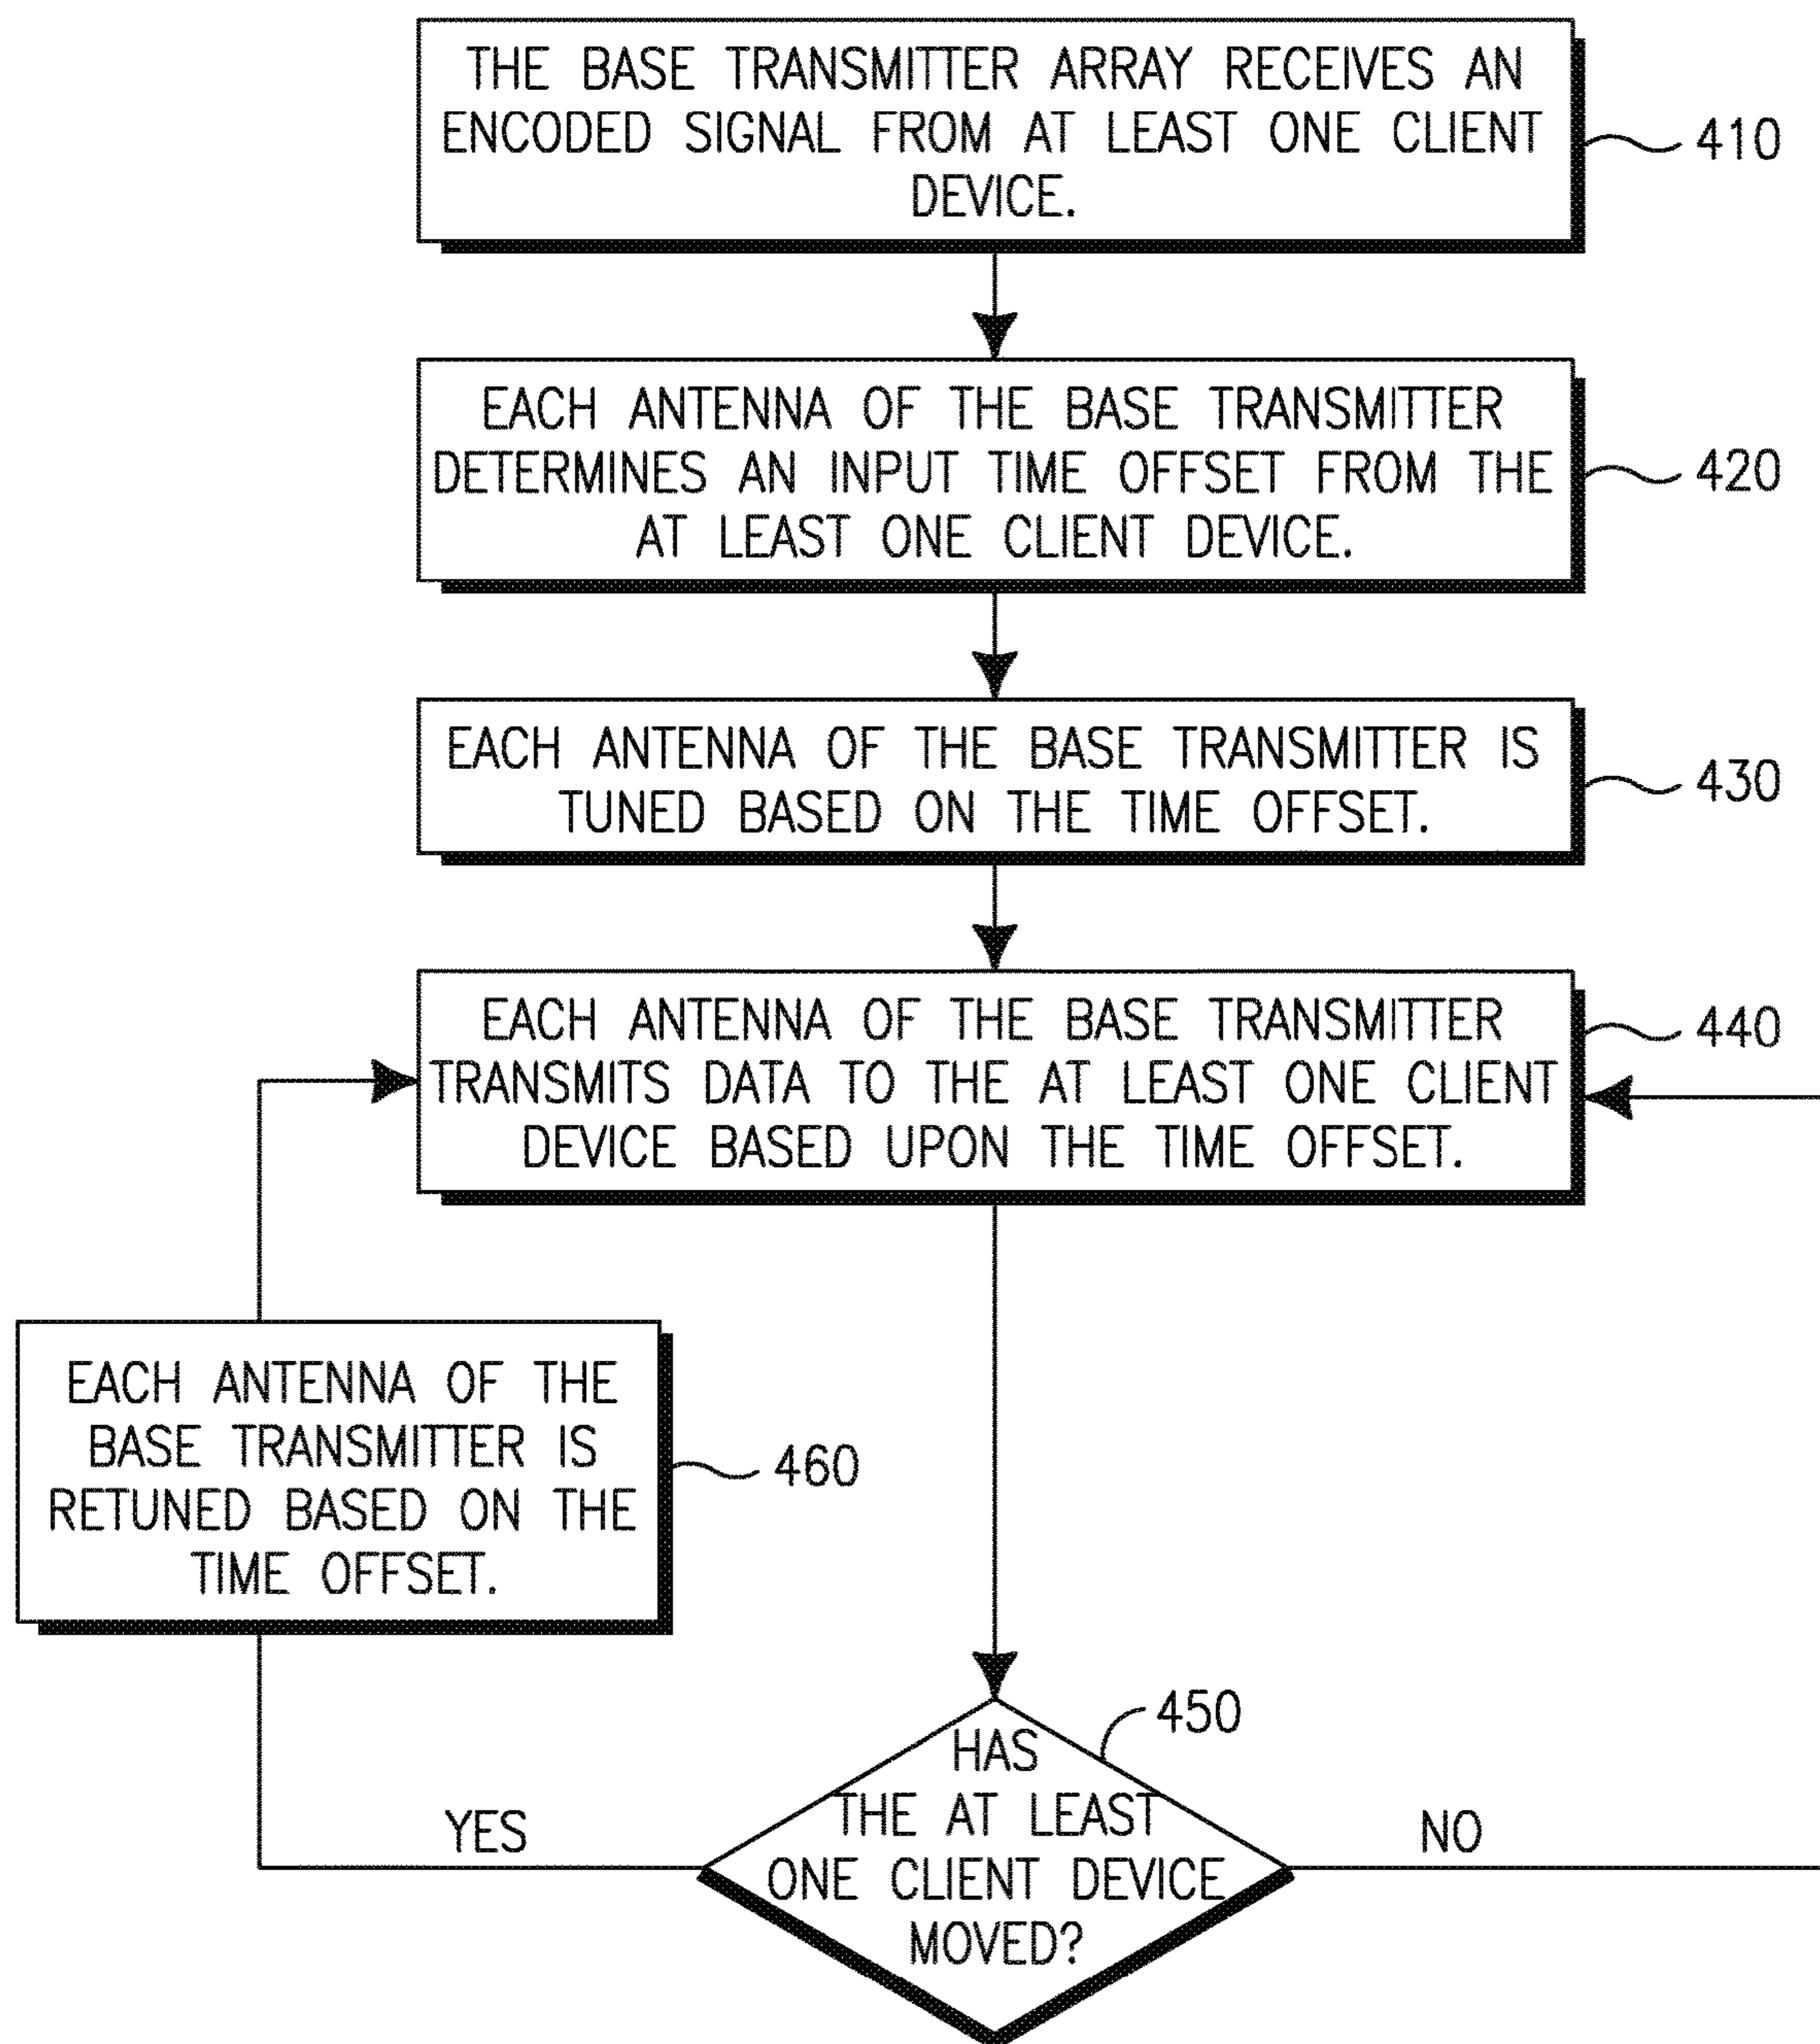 THE BASE TRANSMITTER ARRAY RECEIVES AN
ENCODED SIGNAL FROM AT LEAST ONE CLIENT
DEVICE.
410
EACH ANTENNA OF THE BASE TRANSMITTER
DETERMINES AN INPUT TIME OFFSET FROM THE
AT LEAST ONE CLIENT DEVICE.
420
EACH ANTENNA OF THE BASE TRANSMITTER IS
TUNED BASED ON THE TIME OFFSET.
430
EACH ANTENNA OF THE BASE TRANSMITTER
TRANSMITS DATA TO THE AT LEAST ONE CLIENT
DEVICE BASED UPON THE TIME OFFSET.
440
EACH ANTENNA OF THE
BASE TRANSMITTER IS
RETUNED BASED ON THE
TIME OFFSET.
460
450
HAS
THE AT LEAST
ONE CLIENT DEVICE
MOVED?
YES
NO